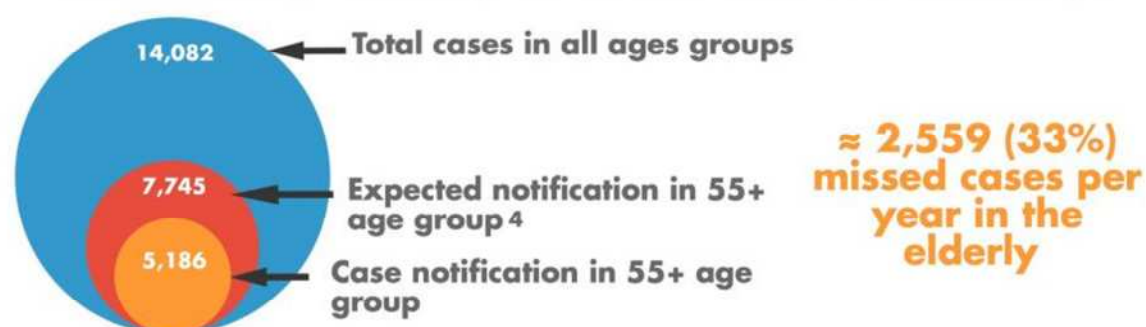 14,082
Total cases in all ages groups
7,745
Expected notification in 55+
age group 4
5,186
Case notification in 55+ age
group
≈ 2,559 (33%)
missed cases per
year in the
elderly